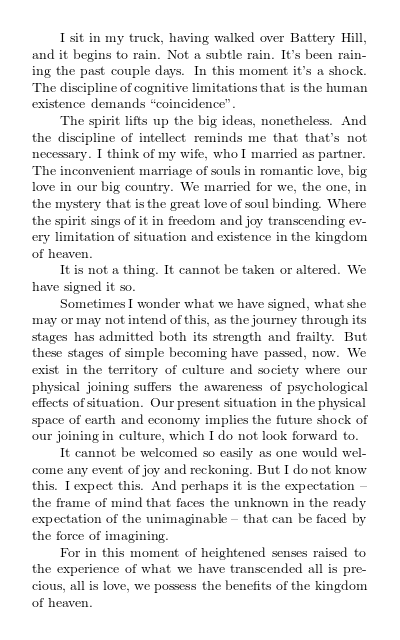 I sit in my truck, having walked over Battery Hill,
and it begins to rain. Not a subtle rain. It's been rain-
ing the past couple days. In this moment it's a shock.
The discipline of cognitive limitations that is the human
existence demands “coincidence”.
The spirit lifts up the big ideas, nonetheless. And
the discipline of intellect reminds me that that's not
necessary. I think of my wife, who I married as partner.
The inconvenient marriage of souls in romantic love, big
love in our big country. We married for we, the one, in
the mystery that is the great love of soul binding. Where
the spirit sings of it in freedom and joy transcending ev-
ery limitation of situation and existence in the kingdom
of heaven.
It is not a thing. It cannot be taken or altered. We
have signed it so.
Sometimes I wonder what we have signed, what she
may or may not intend of this, as the journey through its
stages has admitted both its strength and frailty. But
these stages of simple becoming have passed, now. We
exist in the territory of culture and society where our
physical joining suffers the awareness of psychological
effects of situation. Our present situation in the physical
space of earth and economy implies the future shock of
our joining in culture, which I do not look forward to.
It cannot be welcomed so easily as one would wel-
come any event of joy and reckoning. But I do not know
this. I expect this. And perhaps it is the expectation –
the frame of mind that faces the unknown in the ready
expectation of the unimaginable – that can be faced by
the force of imagining.
For in this moment of heightened senses raised to
the experience of what we have transcended all is pre-
cious, all is love, we possess the benefits of the kingdom
of heaven.